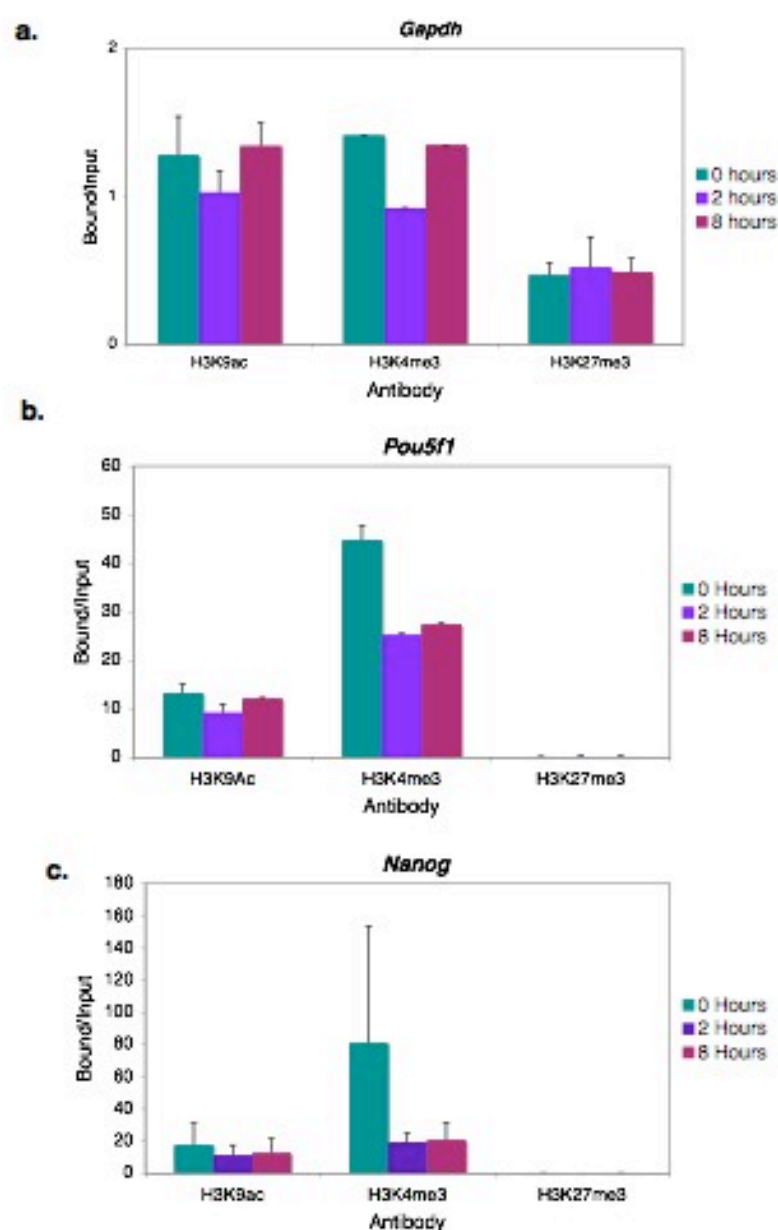 a.
Gapdh
2
1
0
Bound/Input
H3K9ac H3K4me3 H3K27me3
Antibody
0 hours
2 hours
8 hours
b.
Pou5f1
60
50
40
30
20
10
0
Bound/Input
H3K9Ac H3K4me3 H3K27me3
Antibody
0 Hours
2 Hours
8 Hours
c.
Nanog
180
160
140
120
100
80
60
40
20
0
Bound/Input
H3K9ac H3K4me3 H3K27me3
Antibody
0 Hours
2 Hours
8 Hours